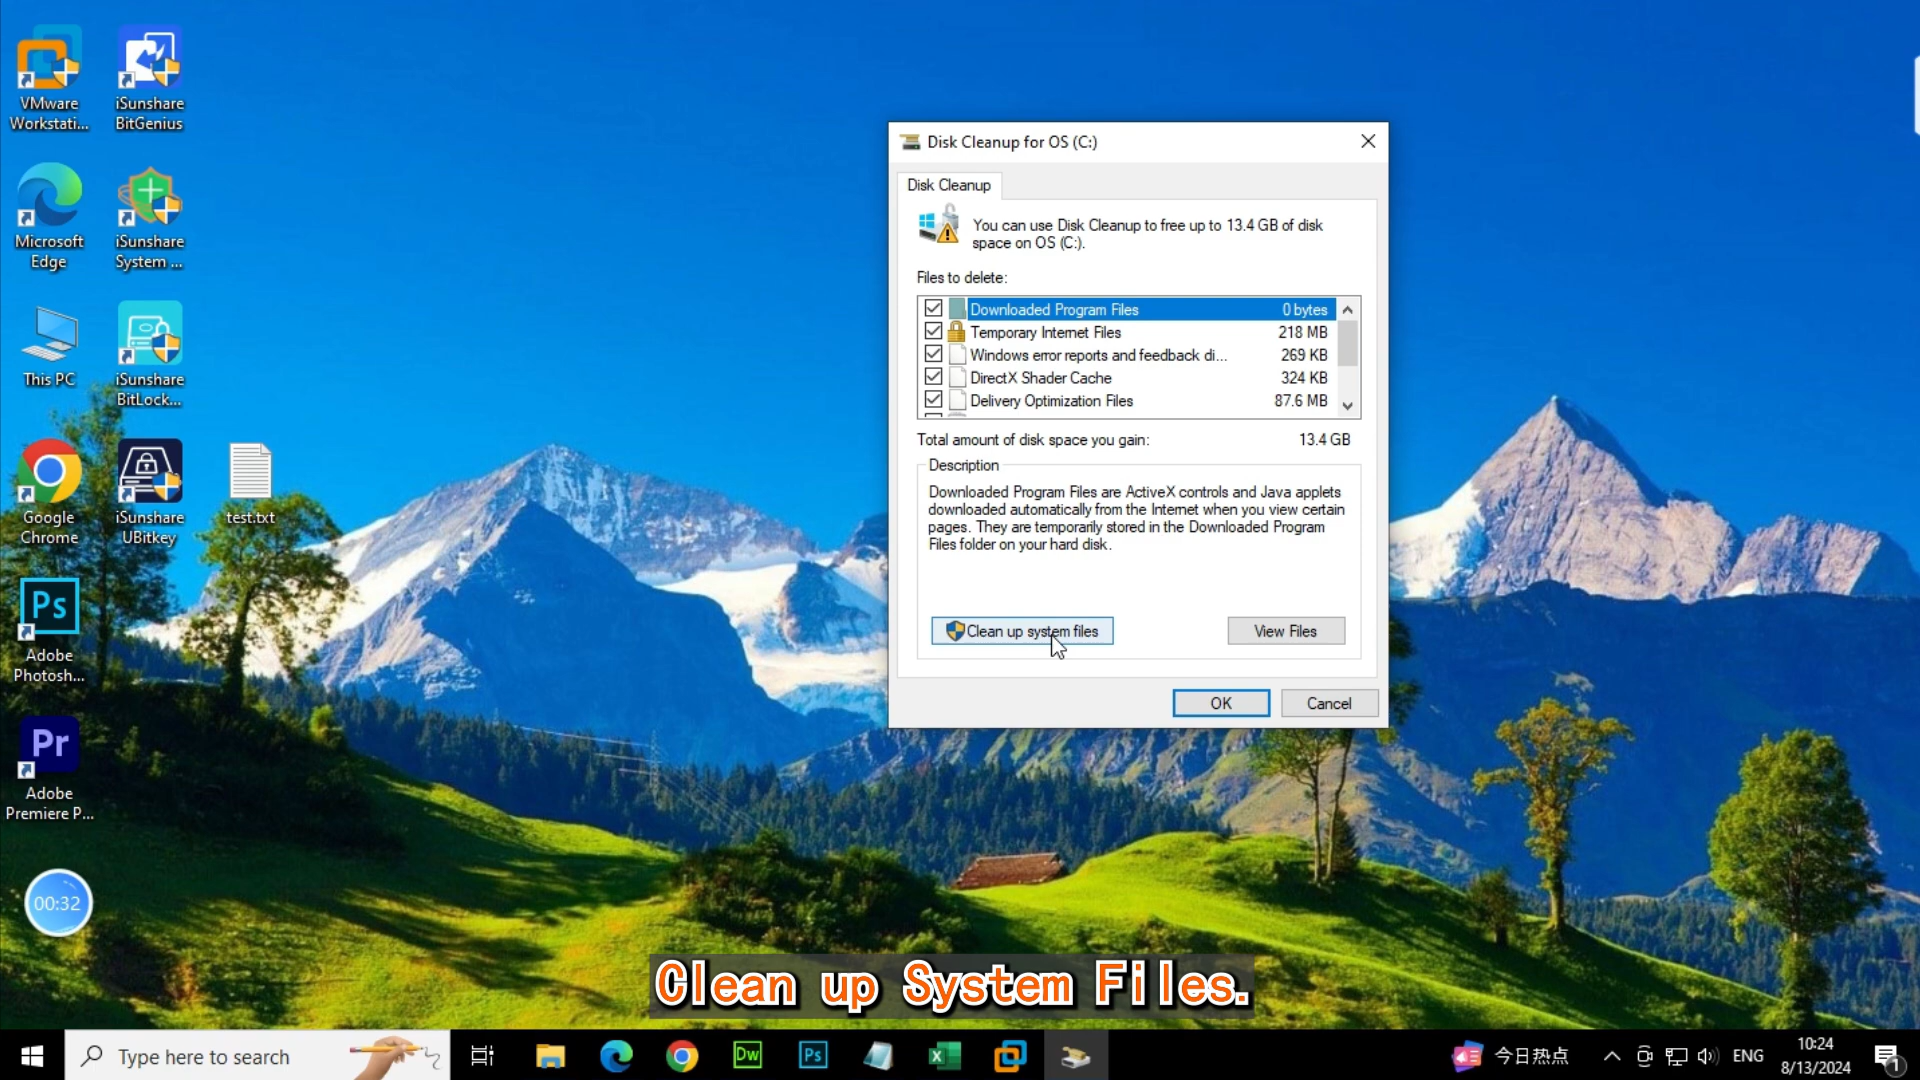 VMware
Workstati...
iSunshare
BitGenius
Microsoft
Edge
iSunshare
System ...
This PC
iSunshare
BitLock...
Google
Chrome
iSunshare
UBitkey
test.txt
Ps
Adobe
Photosh...
Pr
Adobe
Premiere P...
00:32
Disk Cleanup for OS (C:)
Disk Cleanup
You can use Disk Cleanup to free up to 13.4 GB of disk
space on OS (C:).
Files to delete:
Downloaded Program Files 0 bytes
Temporary Internet Files 218 MB
Windows error reports and feedback di... 269 KB
DirectX Shader Cache 324 KB
Delivery Optimization Files 87.6 MB
Total amount of disk space you gain: 13.4 GB
Description
Downloaded Program Files are ActiveX controls and Java applets
downloaded automatically from the Internet when you view certain
pages. They are temporarily stored in the Downloaded Program
Files folder on your hard disk.
Clean up system files
View Files
OK
Cancel
Clean up System Files.
Type here to search
Dw
Ps
今日热点
ENG
10:24
8/13/2024
1